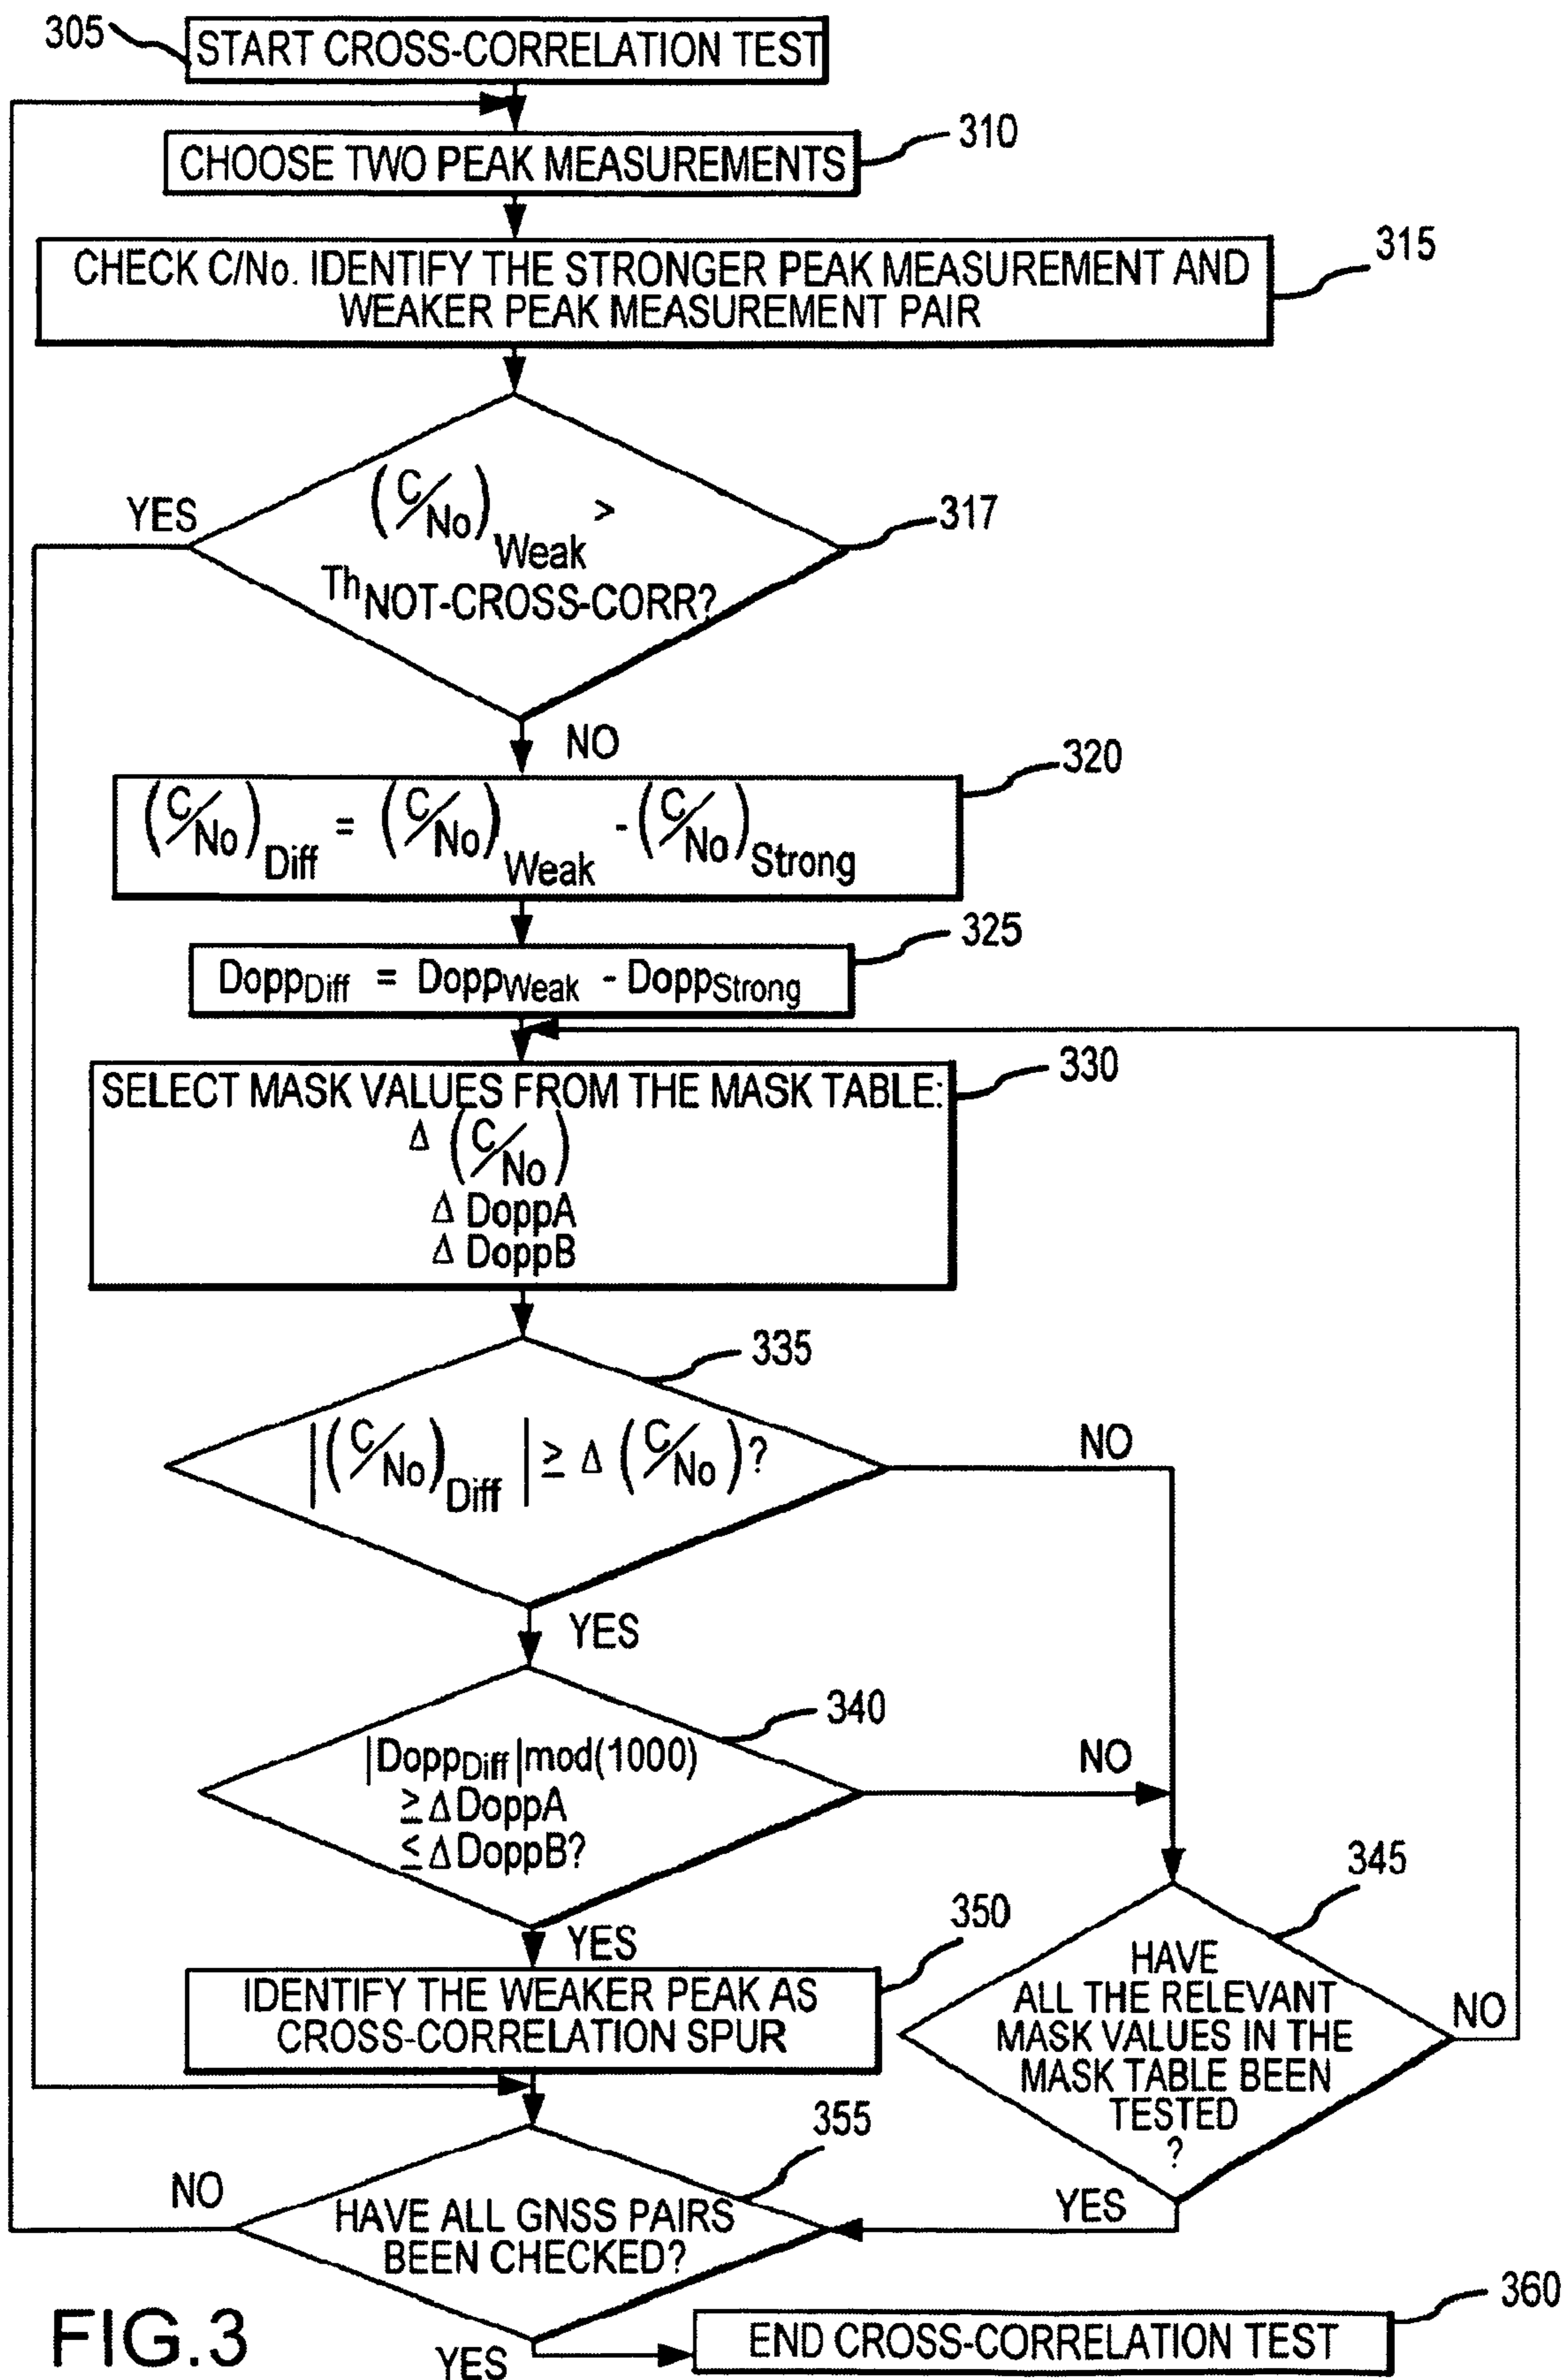 305
START CROSS-CORRELATION TEST
310
CHOOSE TWO PEAK MEASUREMENTS
315
CHECK C/No. IDENTIFY THE STRONGER PEAK MEASUREMENT AND
WEAKER PEAK MEASUREMENT PAIR
317
YES
(C/No)Weak >
ThNOT-CROSS-CORR?
NO
320
(C/No)Diff = (C/No)Weak - (C/No)Strong
325
DoppDiff = DoppWeak - DoppStrong
330
SELECT MASK VALUES FROM THE MASK TABLE:
Δ (C/No)
Δ DoppA
Δ DoppB
335
|(C/No)Diff| ≥ Δ (C/No)?
NO
YES
340
|DoppDiff|mod(1000)
≥ΔDoppA
≤ΔDoppB?
NO
YES
345
HAVE
ALL THE RELEVANT
MASK VALUES IN THE
MASK TABLE BEEN
TESTED
?
NO
YES
350
IDENTIFY THE WEAKER PEAK AS
CROSS-CORRELATION SPUR
355
NO
HAVE ALL GNSS PAIRS
BEEN CHECKED?
YES
360
END CROSS-CORRELATION TEST
FIG.3